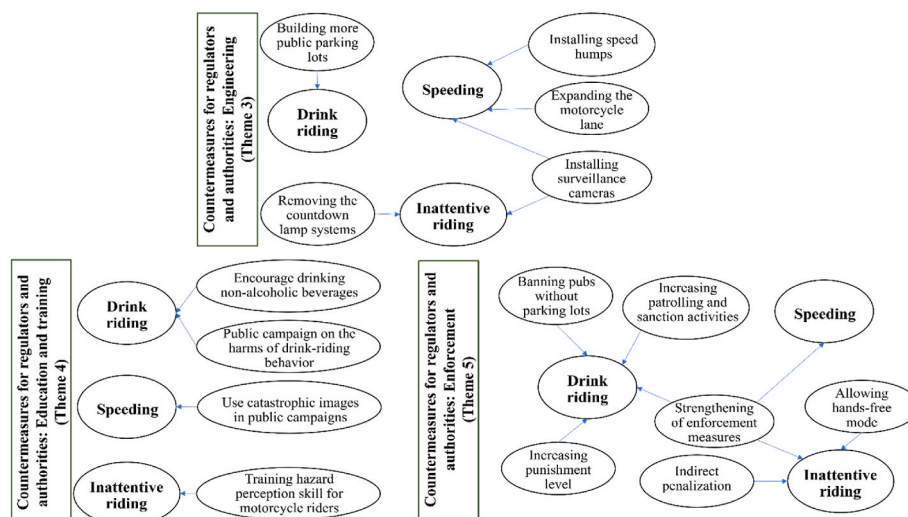 Countermeasures for regulators
and authorities: Engineering
(Theme 3)
Building more
public parking
lots
Drink
riding
Speeding
Installing speed
humps
Expanding the
motorcycle lane
Installing
surveillance
cameras
Removing the
countdown
lamp systems
Inattentive
riding
Countermeasures for regulators and
authorities: Education and training
(Theme 4)
Encourage drinking
non-alcoholic beverages
Drink
riding
Public campaign on the
harms of drink-riding
behavior
Speeding
Use catastrophic images
in public campaigns
Inattentive
riding
Training hazard
perception skill for
motorcycle riders
Countermeasures for regulators and
authorities: Enforcement
(Theme 5)
Banning pubs
without
parking lots
Increasing
patrolling and
sanction activities
Speeding
Drink
riding
Strengthening
of enforcement
measures
Allowing
hands-free
mode
Increasing
punishment
level
Indirect
penalization
Inattentive
riding